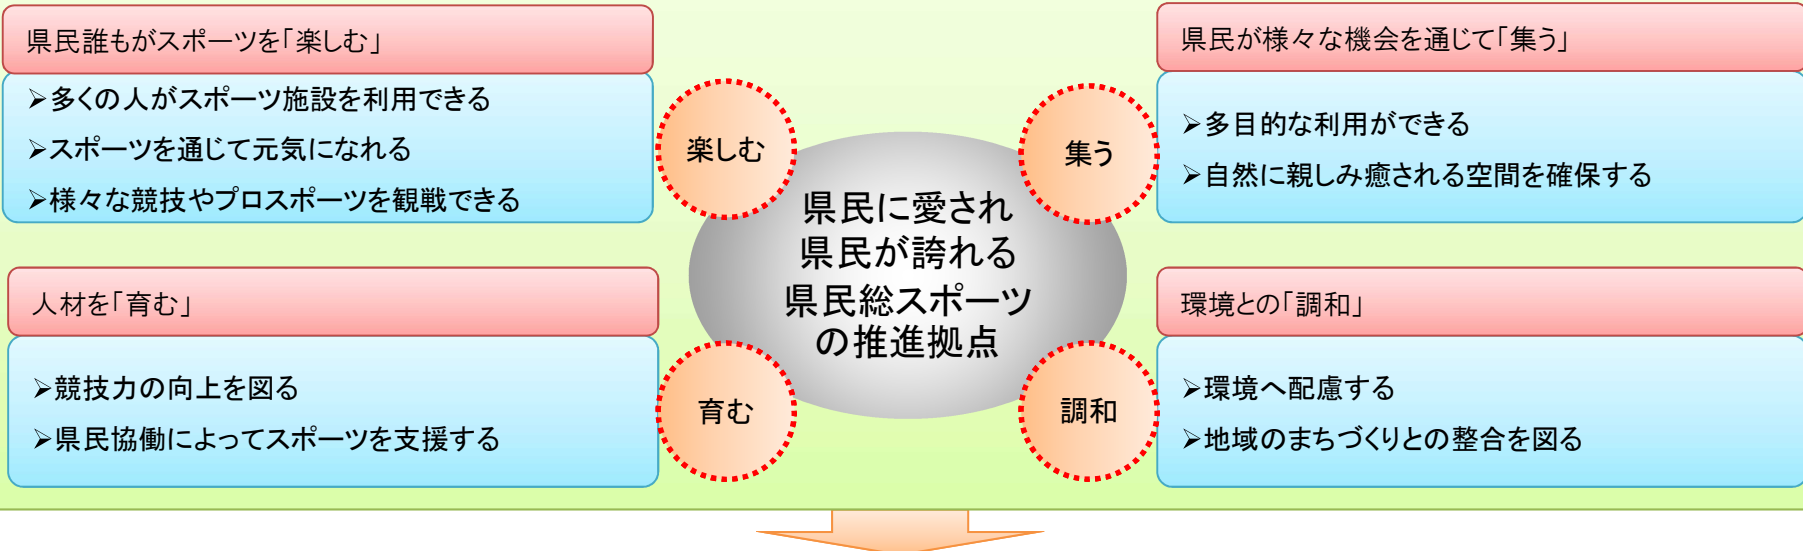 県民誰もがスポーツを「楽しむ」
➢多くの人がスポーツ施設を利用できる
➢スポーツを通じて元気になれる
➢様々な競技やプロスポーツを観戦できる
楽しむ
県民が様々な機会を通じて「集う」
➢多目的な利用ができる
➢自然に親しみ癒される空間を確保する
集う
県民に愛され
県民が誇れる
県民総スポーツ
の推進拠点
人材を「育む」
➢競技力の向上を図る
➢県民協働によってスポーツを支援する
育む
環境との「調和」
➢環境へ配慮する
➢地域のまちづくりとの整合を図る
調和